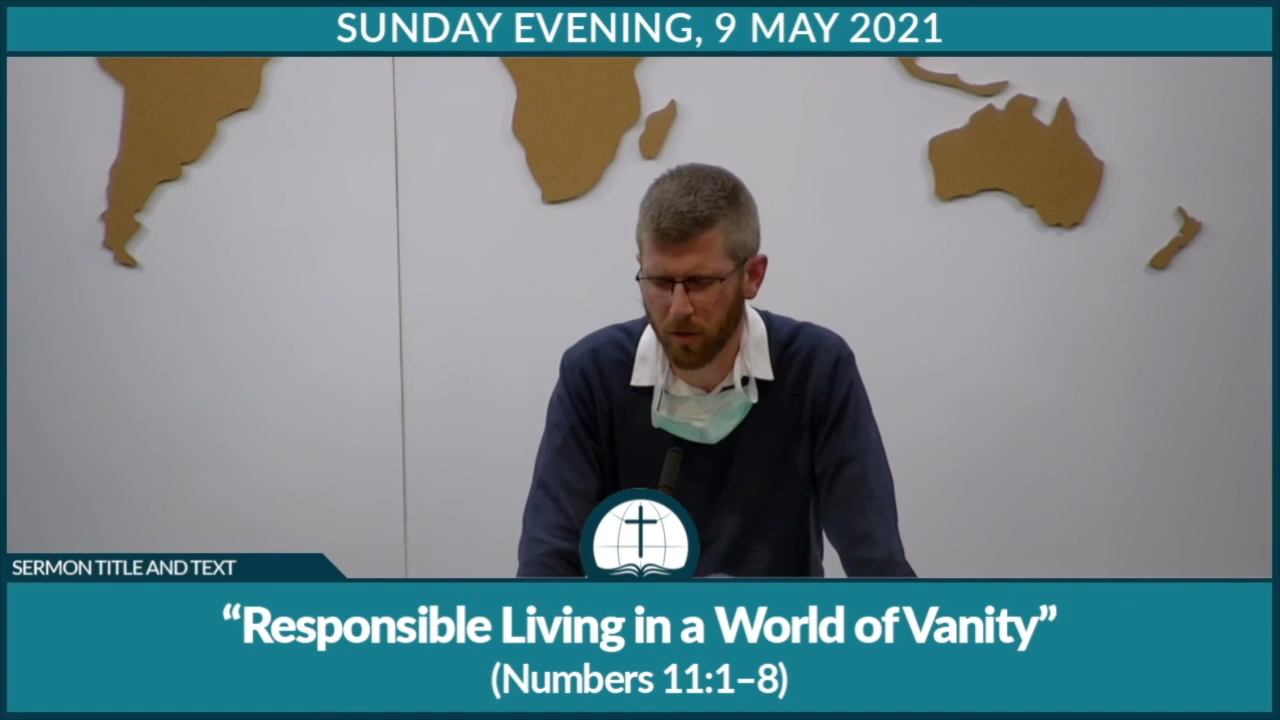 SUNDAY EVENING, 9 MAY 2021
SERMON TITLE AND TEXT
“Responsible Living in a World of Vanity”
(Numbers 11:1–8)